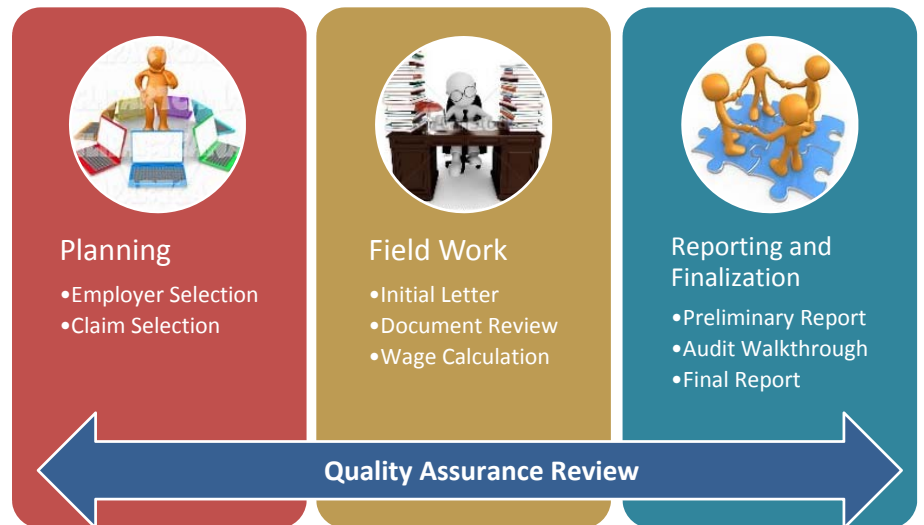 Planning
•Employer Selection
•Claim Selection
Field Work
•Initial Letter
•Document Review
•Wage Calculation
Reporting and
Finalization
•Preliminary Report
•Audit Walkthrough
•Final Report
Quality Assurance Review